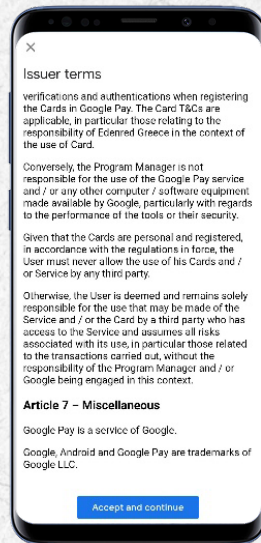 Issuer terms
verifications and authentications when registering
the Cards in Google Pay. The Card T&Cs are
applicable, in particular those relating to the
responsibility of Edenred Greece in the context of
the use of Card.
Conversely, the Program Manager is not
responsible for the use of the Google Pay service
and / or any other computer / software equipment
made available by Google, particularly with regards
to the performance of the tools or their security.
Given that the Cards are personal and registered,
in accordance with the regulations in force, the
User must never allow the use of his Cards and /
or Service by any third party.
Otherwise, the User is deemed and remains solely
responsible for the use that may be made of the
Service and / or the Card by a third party who has
access to the Service and assumes all risks
associated with its use, in particular those related
to the transactions carried out, without the
responsibility of the Program Manager and / or
Google being engaged in this context.
Article 7 – Miscellaneous
Google Pay is a service of Google.
Google, Android and Google Pay are trademarks of
Google LLC.
Accept and continue